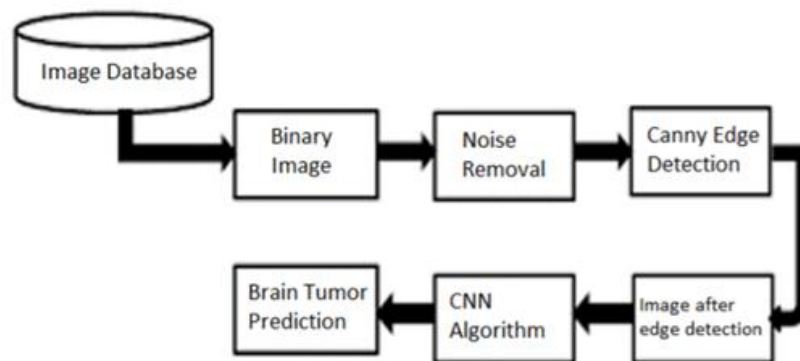 Image Database
Binary
Image
Noise
Removal
Canny Edge
Detection
Image after
edge detection
CNN
Algorithm
Brain Tumor
Prediction